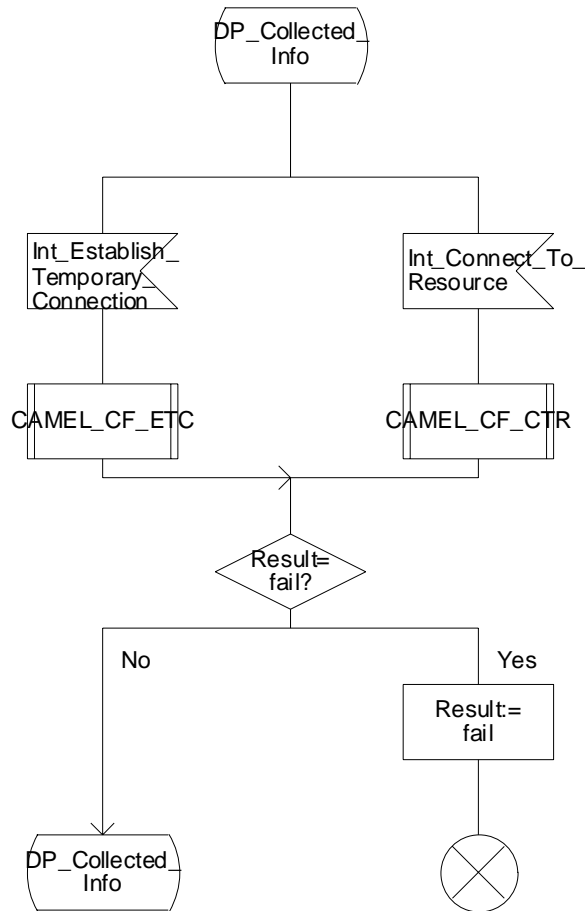 DP_Collected_
Info
Int_Establish_
Temporary_
Connection
Int_Connect_To_
Resource
CAMEL_CF_ETC
CAMEL_CF_CTR
Result=
fail?
No
Yes
Result:=
fail
DP_Collected_
Info